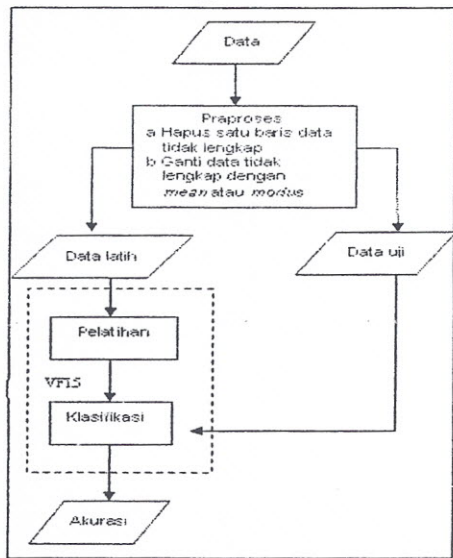 Data
Praproses
a Hapus satu baris data
tidak lengkap
b Ganti data tidak
lengkap dengan
mean atau modus
Data latih
Data uji
Pelatihan
VFI5
Klasifikasi
Akurasi